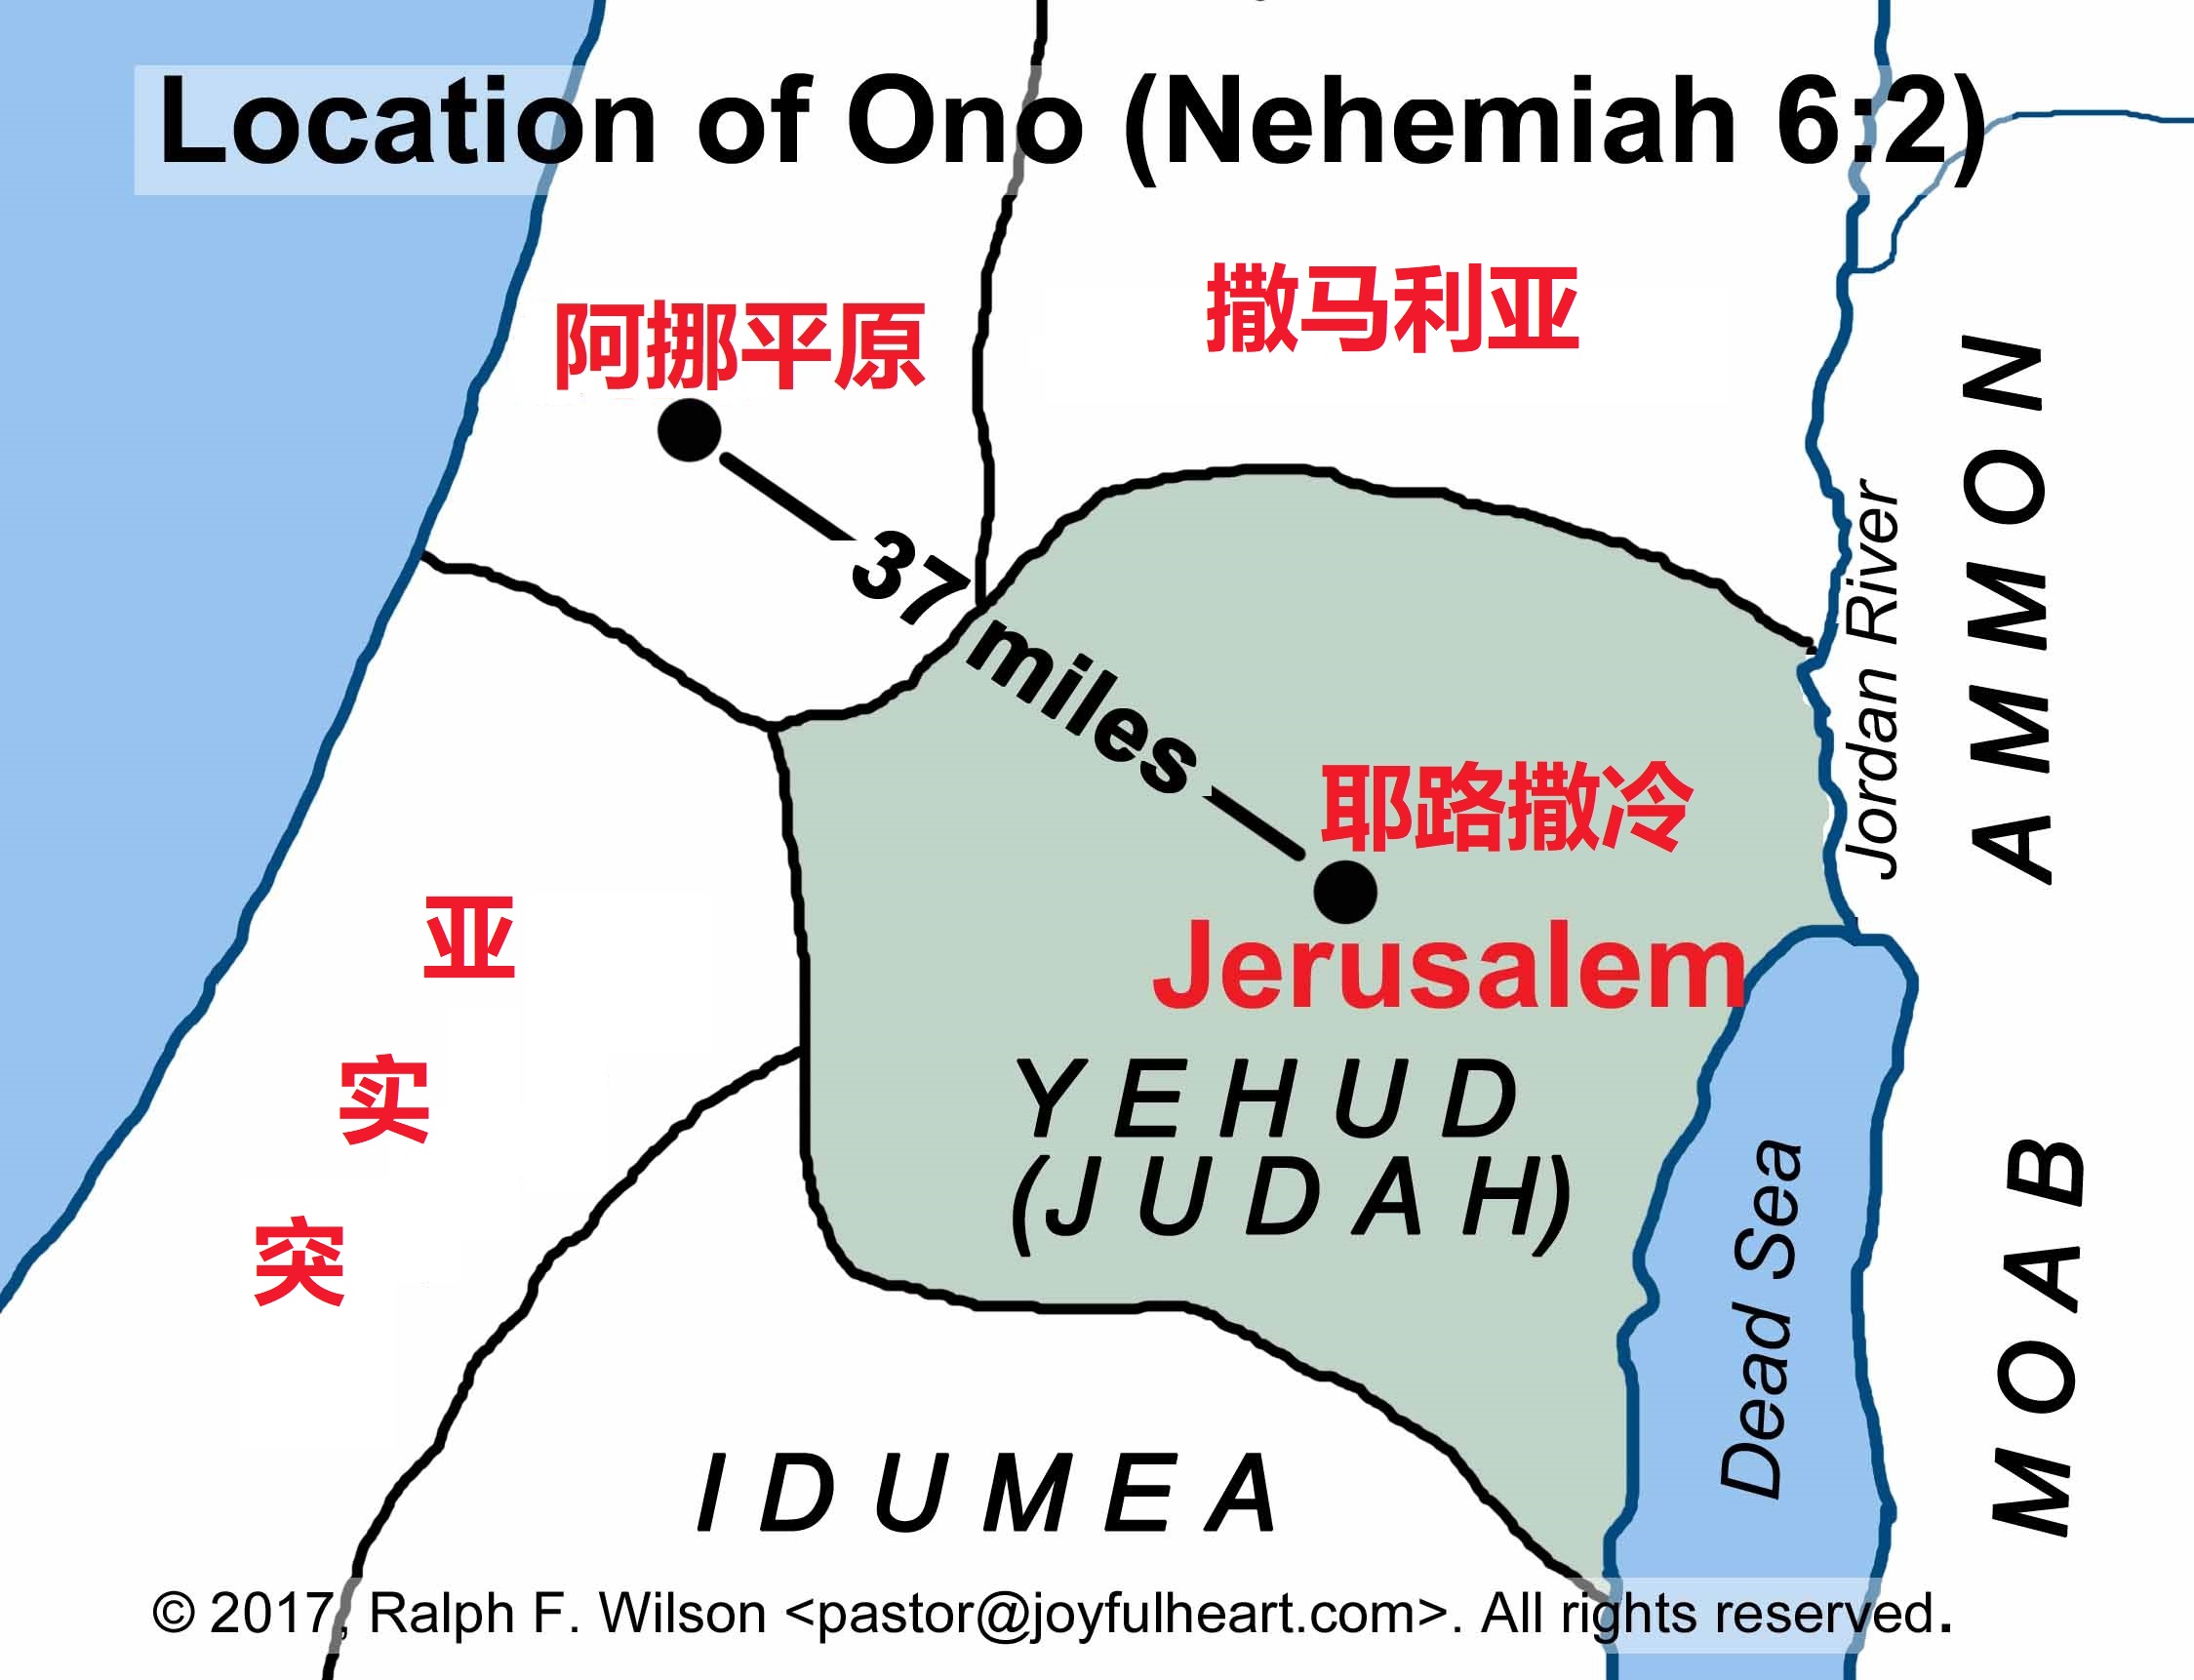 Location of Ono (Nehemiah 6:2)
撒马利亚
阿挪平原
37 miles
耶路撒冷
Jerusalem
亚实突
YEHUD
(JUDAH)
IDUMEA
Jordan River
AMMON
Dead Sea
MOAB
© 2017, Ralph F. Wilson <pastor@joyfulheart.com>. All rights reserved.